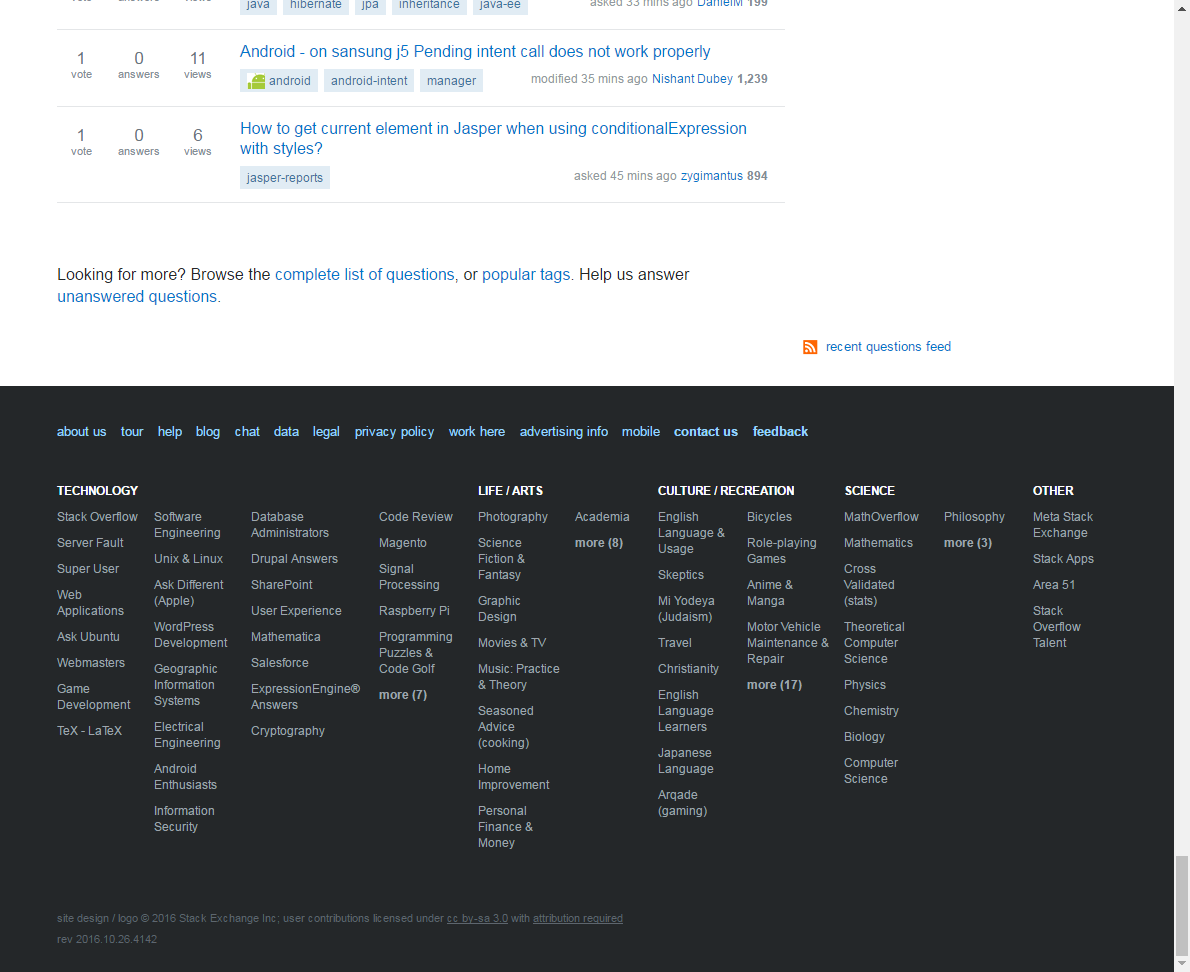 vote answers views java hibernate jpa inheritance java-ee asked 33 mins ago DanielM 199
1 0 11 Android - on sansung j5 Pending intent call does not work properly
vote answers views android android-intent manager modified 35 mins ago Nishant Dubey 1,239
1 0 6 How to get current element in Jasper when using conditionalExpression
vote answers views with styles?
jasper-reports asked 45 mins ago zygimantus 894
Looking for more? Browse the complete list of questions, or popular tags. Help us answer
unanswered questions.
recent questions feed
about us tour help blog chat data legal privacy policy work here advertising info mobile contact us feedback
TECHNOLOGY
Stack Overflow
Server Fault
Super User
Web
Applications
Ask Ubuntu
Webmasters
Game
Development
TeX - LaTeX
Software
Engineering
Unix & Linux
Ask Different
(Apple)
WordPress
Development
Geographic
Information
Systems
Electrical
Engineering
Android
Enthusiasts
Information
Security
Database
Administrators
Drupal Answers
SharePoint
User Experience
Mathematica
Salesforce
ExpressionEngine®
Answers
Cryptography
Code Review
Magento
Signal
Processing
Raspberry Pi
Programming
Puzzles &
Code Golf
more (7)
LIFE / ARTS
Photography
Science
Fiction &
Fantasy
Graphic
Design
Movies & TV
Music: Practice
& Theory
Seasoned
Advice
(cooking)
Home
Improvement
Personal
Finance &
Money
Academia
more (8)
CULTURE / RECREATION
English
Language &
Usage
Skeptics
Mi Yodeya
(Judaism)
Travel
Christianity
English
Language
Learners
Japanese
Language
Arqade
(gaming)
Bicycles
Role-playing
Games
Anime &
Manga
Motor Vehicle
Maintenance &
Repair
more (17)
SCIENCE
MathOverflow
Mathematics
Cross
Validated
(stats)
Theoretical
Computer
Science
Physics
Chemistry
Biology
Computer
Science
Philosophy
more (3)
OTHER
Meta Stack
Exchange
Stack Apps
Area 51
Stack
Overflow
Talent
site design / logo © 2016 Stack Exchange Inc; user contributions licensed under cc by-sa 3.0 with attribution required
rev 2016.10.26.4142